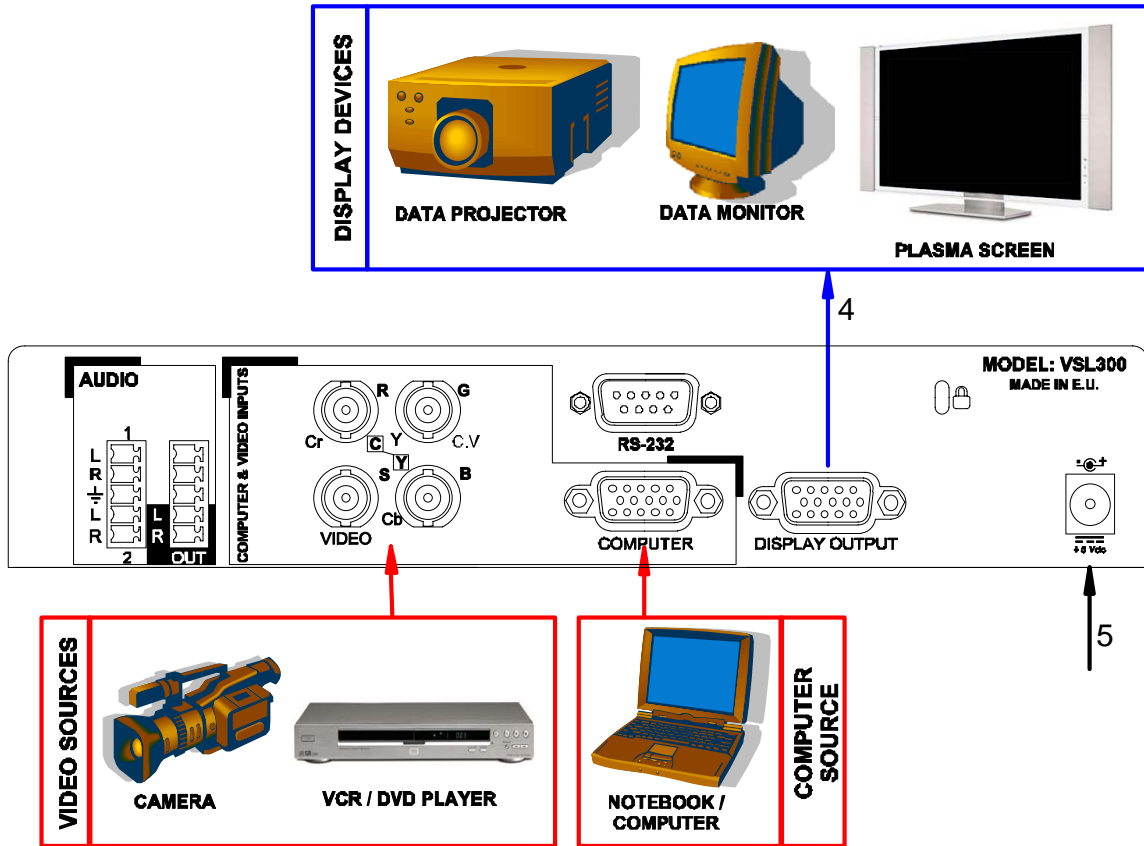 DISPLAY DEVICES
DATA PROJECTOR
DATA MONITOR
PLASMA SCREEN
4
MODEL: VSL300
MADE IN E.U.
AUDIO
1
L
R
L
R
2
L
R
OUT
COMPUTER & VIDEO INPUTS
R
G
Cr
C
Y
C.V
Y
S
B
Cb
VIDEO
RS-232
COMPUTER
DISPLAY OUTPUT
+5 Vdc
5
VIDEO SOURCES
CAMERA
VCR / DVD PLAYER
NOTEBOOK /
COMPUTER
COMPUTER
SOURCE